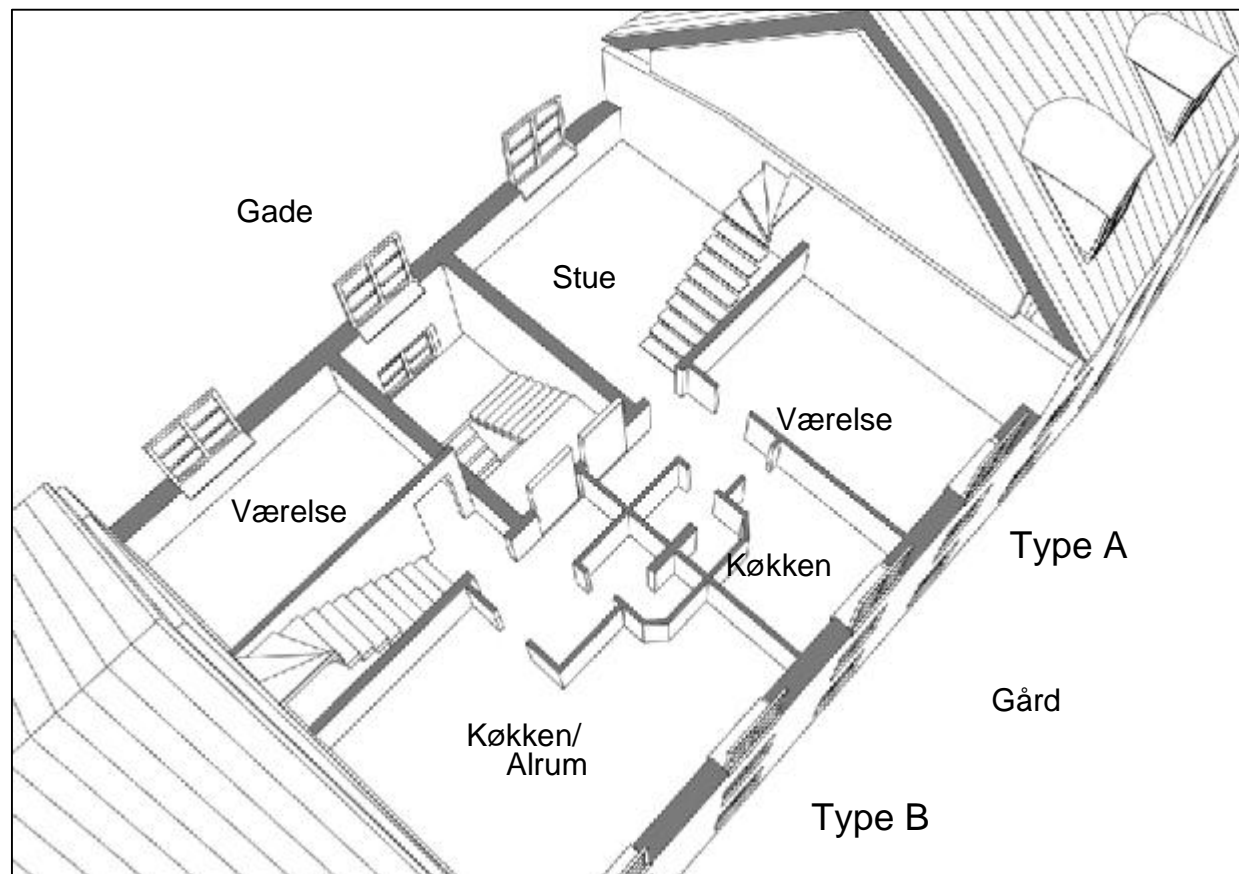 Gade
Stue
Værelse
Værelse
Type A
Køkken
Gård
Køkken/
Alrum
Type B